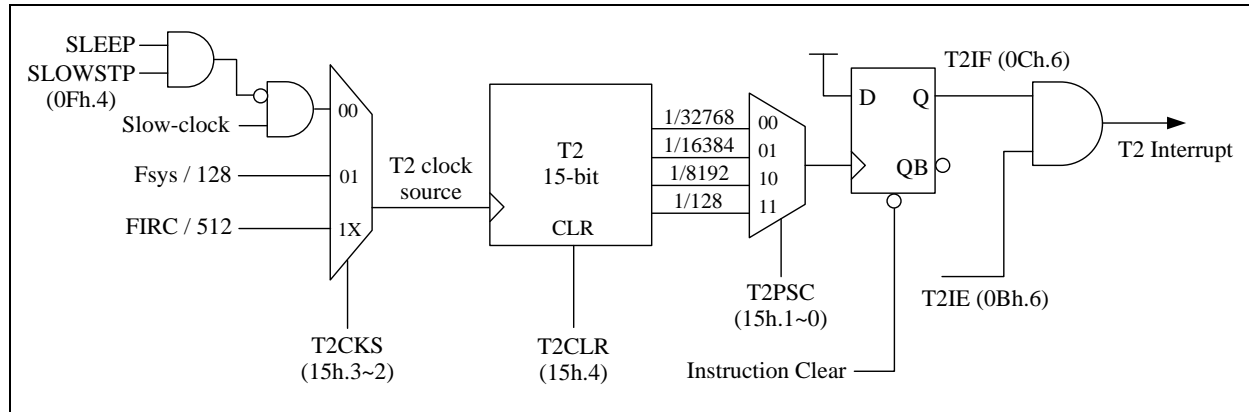 SLEEP
SLOWSTP
(0Fh.4)
Slow-clock
Fsys / 128
FIRC / 512
00
01
1X
T2CKS
(15h.3~2)
T2 clock
source
T2
15-bit
CLR
T2CLR
(15h.4)
1/32768
1/16384
1/8192
1/128
00
01
10
11
T2PSC
(15h.1~0)
D
Q
QB
Instruction Clear
T2IF (0Ch.6)
T2IE (0Bh.6)
T2 Interrupt